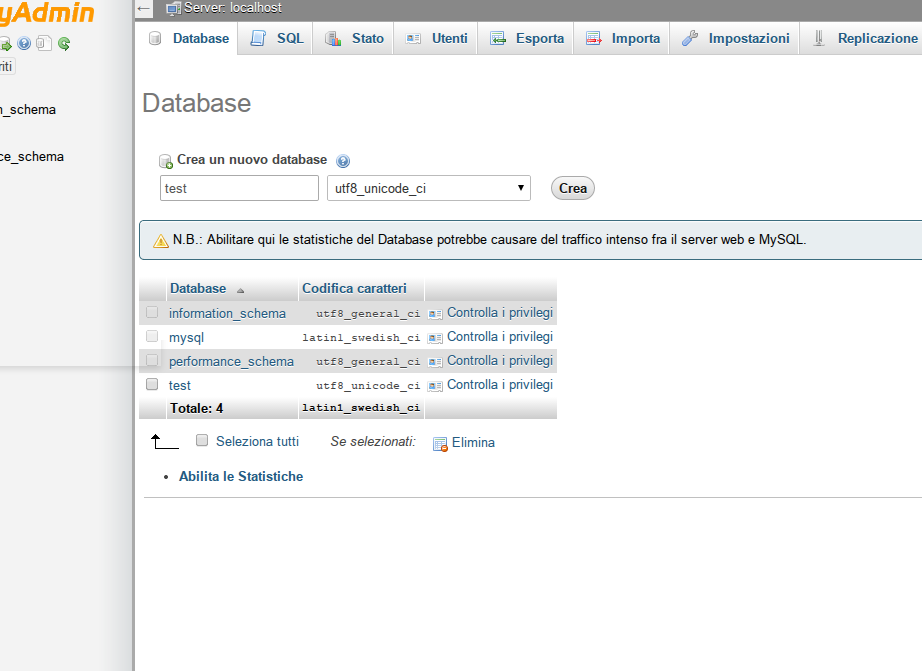 yAdmin
Server: localhost
Database SQL Stato Utenti Esporta Importa Impostazioni Replicazione
riti
n_schema
ce_schema
Database
Crea un nuovo database
test utf8_unicode_ci Crea
N.B.: Abilitare qui le statistiche del Database potrebbe causare del traffico intenso fra il server web e MySQL.
Database Codifica caratteri
information_schema utf8_general_ci Controlla i privilegi
mysql latin1_swedish_ci Controlla i privilegi
performance_schema utf8_general_ci Controlla i privilegi
test utf8_unicode_ci Controlla i privilegi
Totale: 4 latin1_swedish_ci
Seleziona tutti Se selezionati: Elimina
Abilita le Statistiche